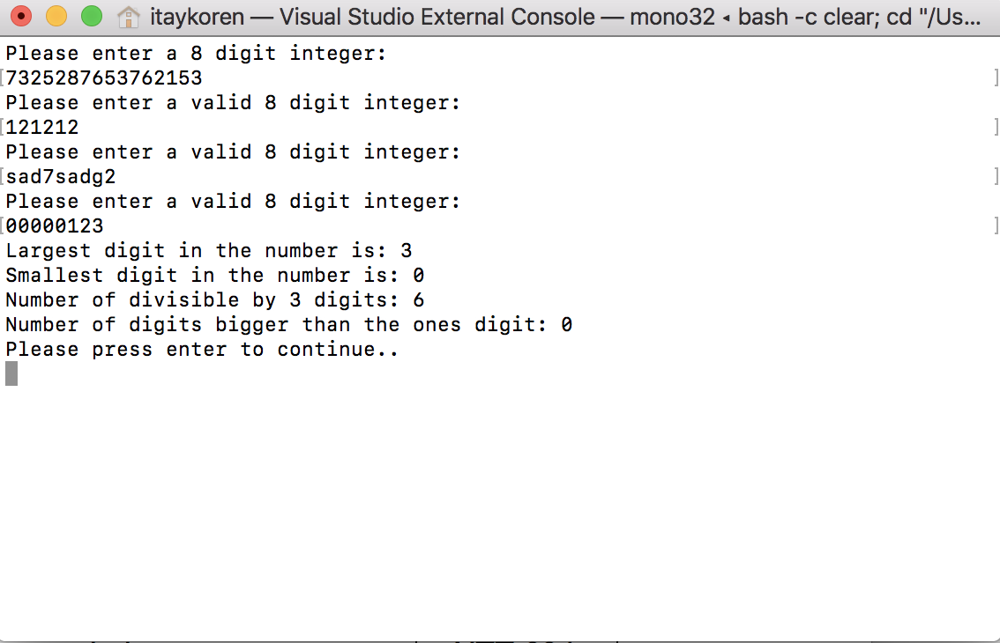 itaykoren — Visual Studio External Console — mono32 ◂ bash -c clear; cd "/Us...
Please enter a 8 digit integer:
[7325287653762153 ]
Please enter a valid 8 digit integer:
[121212 ]
Please enter a valid 8 digit integer:
[sad7sadg2 ]
Please enter a valid 8 digit integer:
[00000123 ]
Largest digit in the number is: 3
Smallest digit in the number is: 0
Number of divisible by 3 digits: 6
Number of digits bigger than the ones digit: 0
Please press enter to continue..